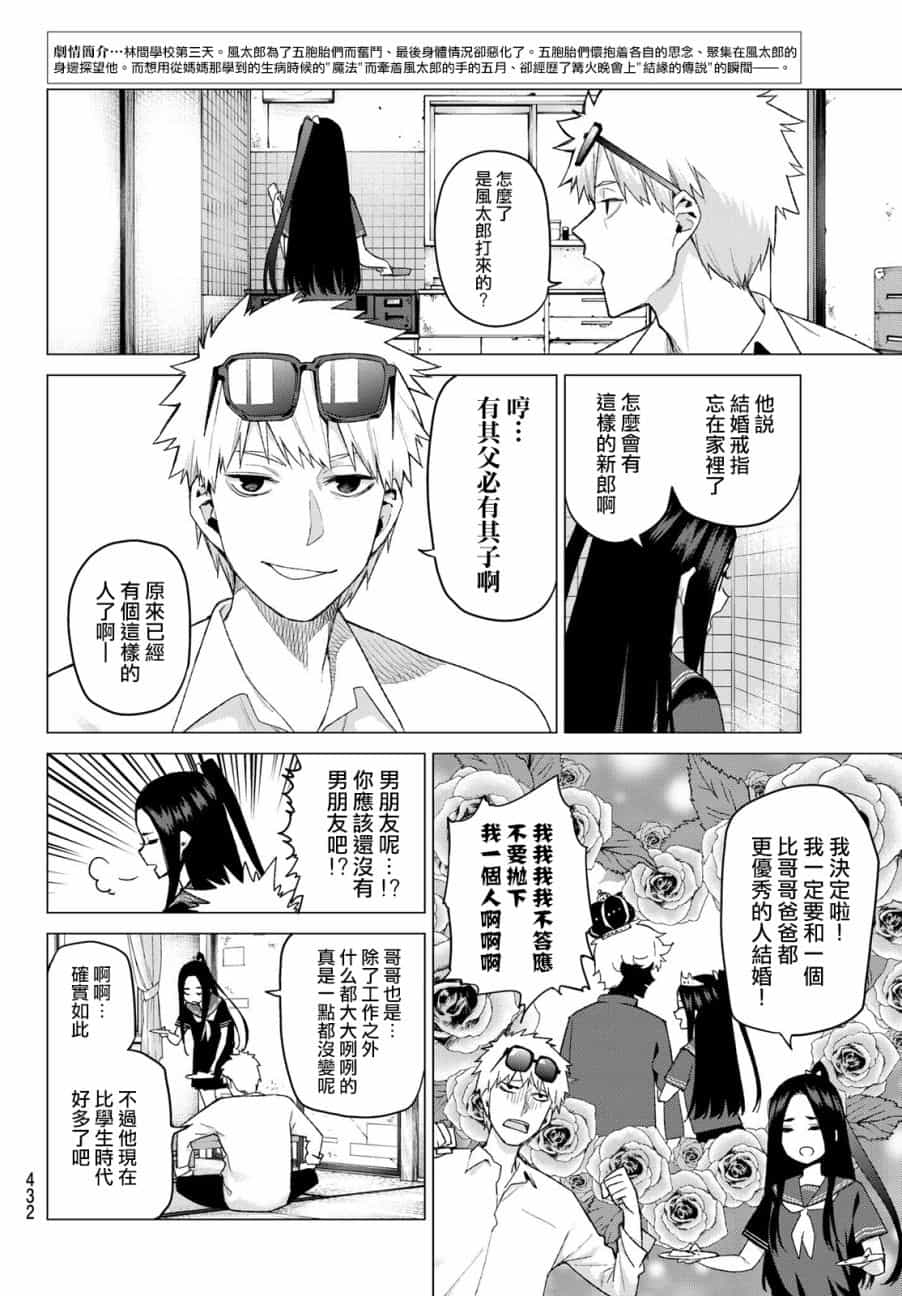 劇情簡介…林間學校第三天。風太郎為了五胞胎們而奮鬥、最後身體情況卻惡化了。五胞胎們懷抱着各自的思念、聚集在風太郎的
身邊探望他。而想用從媽媽那學到的生病時候的"魔法"而牽着風太郎的手的五月、卻經歷了篝火晚會上"結緣的傳說"的瞬間——。
怎麼了
是風太郎打來的？
他説
結婚戒指
忘在家裡了
怎麼會有
這樣的新郎啊
哼…
有其父必有其子啊
原來已經
有個這樣的
人了啊ー
我決定啦！
我一定要和一個
比哥哥爸爸都
更優秀的人結婚！
我我我我不答應
不要拋下
我一個人啊啊啊
男朋友呢…!?
你應該還沒有
男朋友吧!?
哥哥也是…
除了工作之外
什么都大大咧咧的
真是一點都沒變呢
啊啊…
確實如此
不過他現在
比學生時代
好多了吧
432